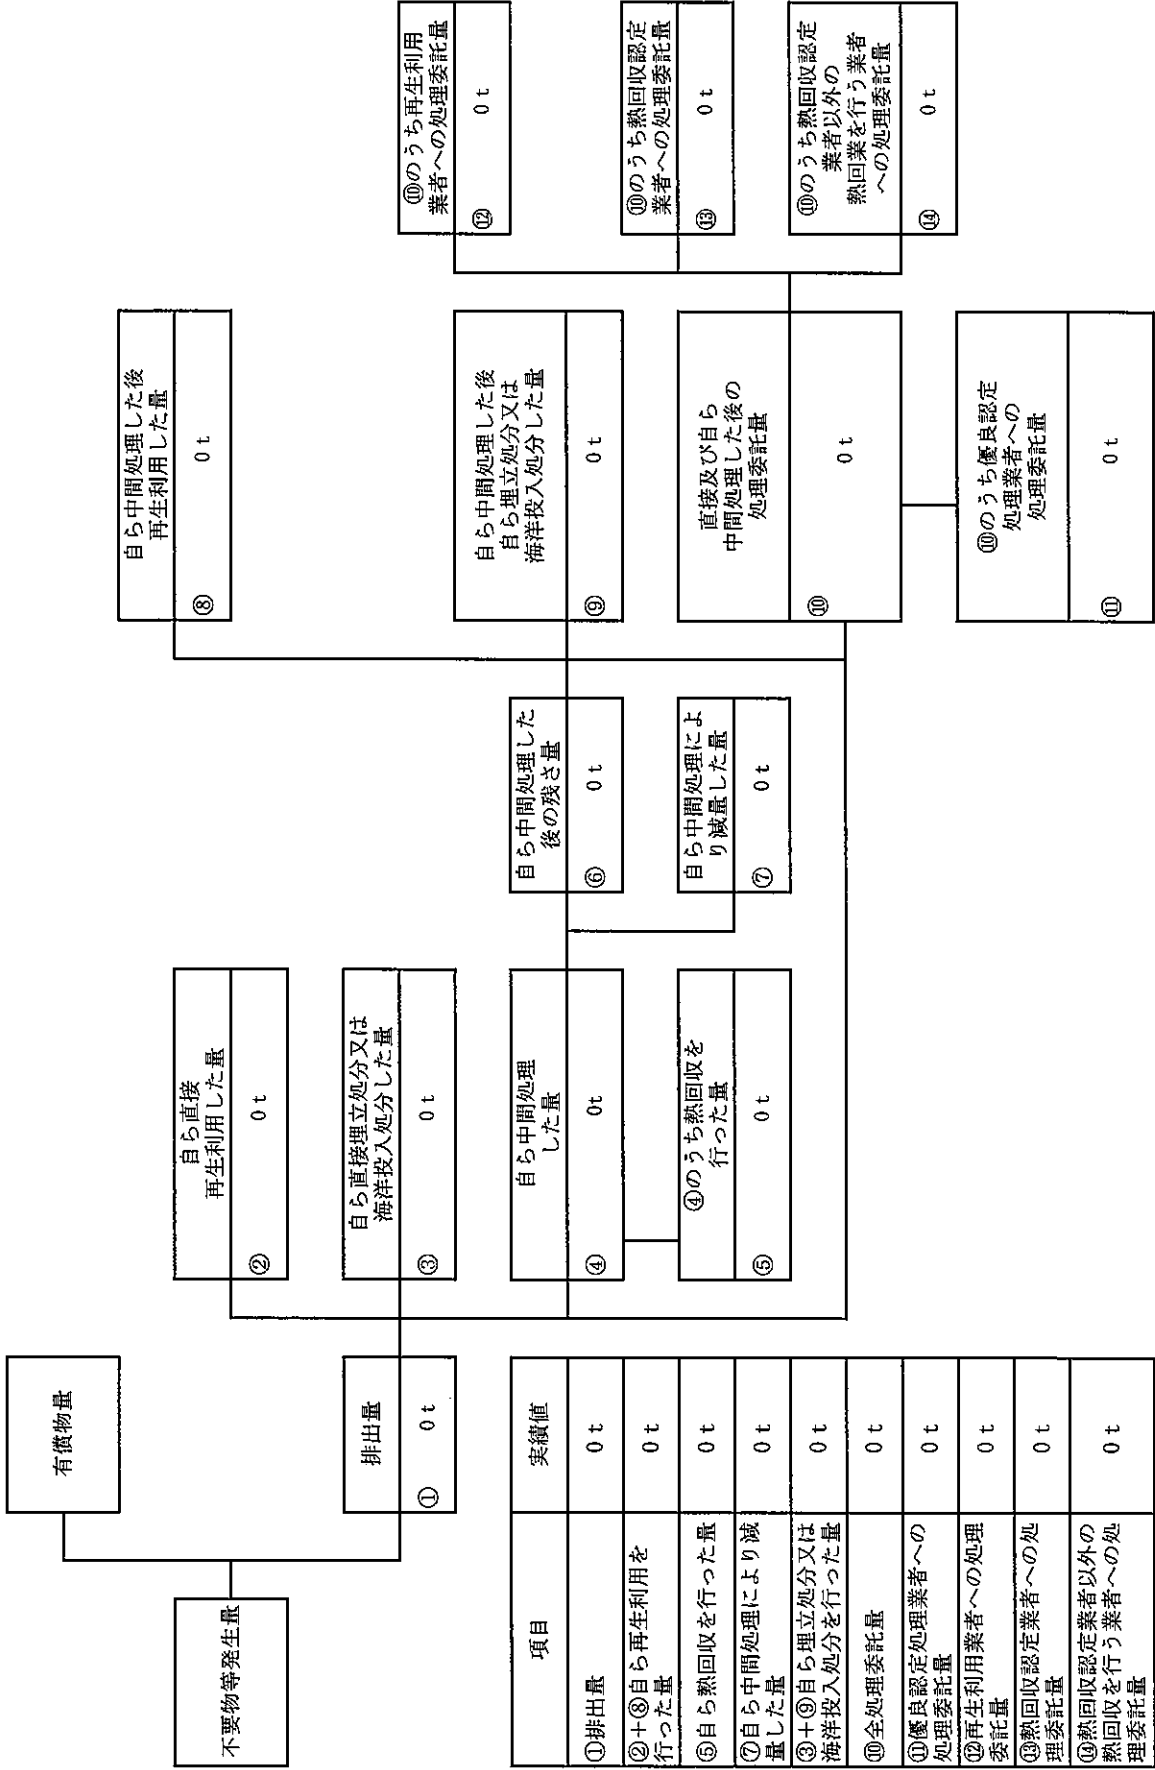 不要物等発生量
有償物量
排出量
① 0 t
自ら直接
再生利用した量
② 0 t
自ら直接埋立処分又は
海洋投入処分した量
③ 0 t
自ら中間処理
した量
④ 0t
④のうち熱回収を
行った量
⑤ 0 t
自ら中間処理した
後の残さ量
⑥ 0 t
自ら中間処理によ
り減量した量
⑦ 0 t
自ら中間処理した後
再生利用した量
⑧ 0 t
自ら中間処理した後
自ら埋立処分又は
海洋投入処分した量
⑨ 0 t
直接及び自ら
中間処理した後の
処理委託量
⑩ 0 t
⑩のうち優良認定
処理業者への
処理委託量
⑪ 0 t
⑩のうち再生利用
業者への処理委託量
⑫ 0 t
⑩のうち熱回収認定
業者への処理委託量
⑬ 0 t
⑩のうち熱回収認定
業者以外の
熱回業を行う業者
への処理委託量
⑭ 0 t
項目 実績値
①排出量 0 t
②+⑧自ら再生利用を
行った量 0 t
⑤自ら熱回収を行った量 0 t
⑦自ら中間処理により減
量した量 0 t
③+⑨自ら埋立処分又は
海洋投入処分を行った量 0 t
⑩全処理委託量 0 t
⑪優良認定処理業者への
処理委託量 0 t
⑫再生利用業者への処理
委託量 0 t
⑬熱回収認定業者への処
理委託量 0 t
⑭熱回収認定業者以外の
熱回収を行う業者への処
理委託量 0 t